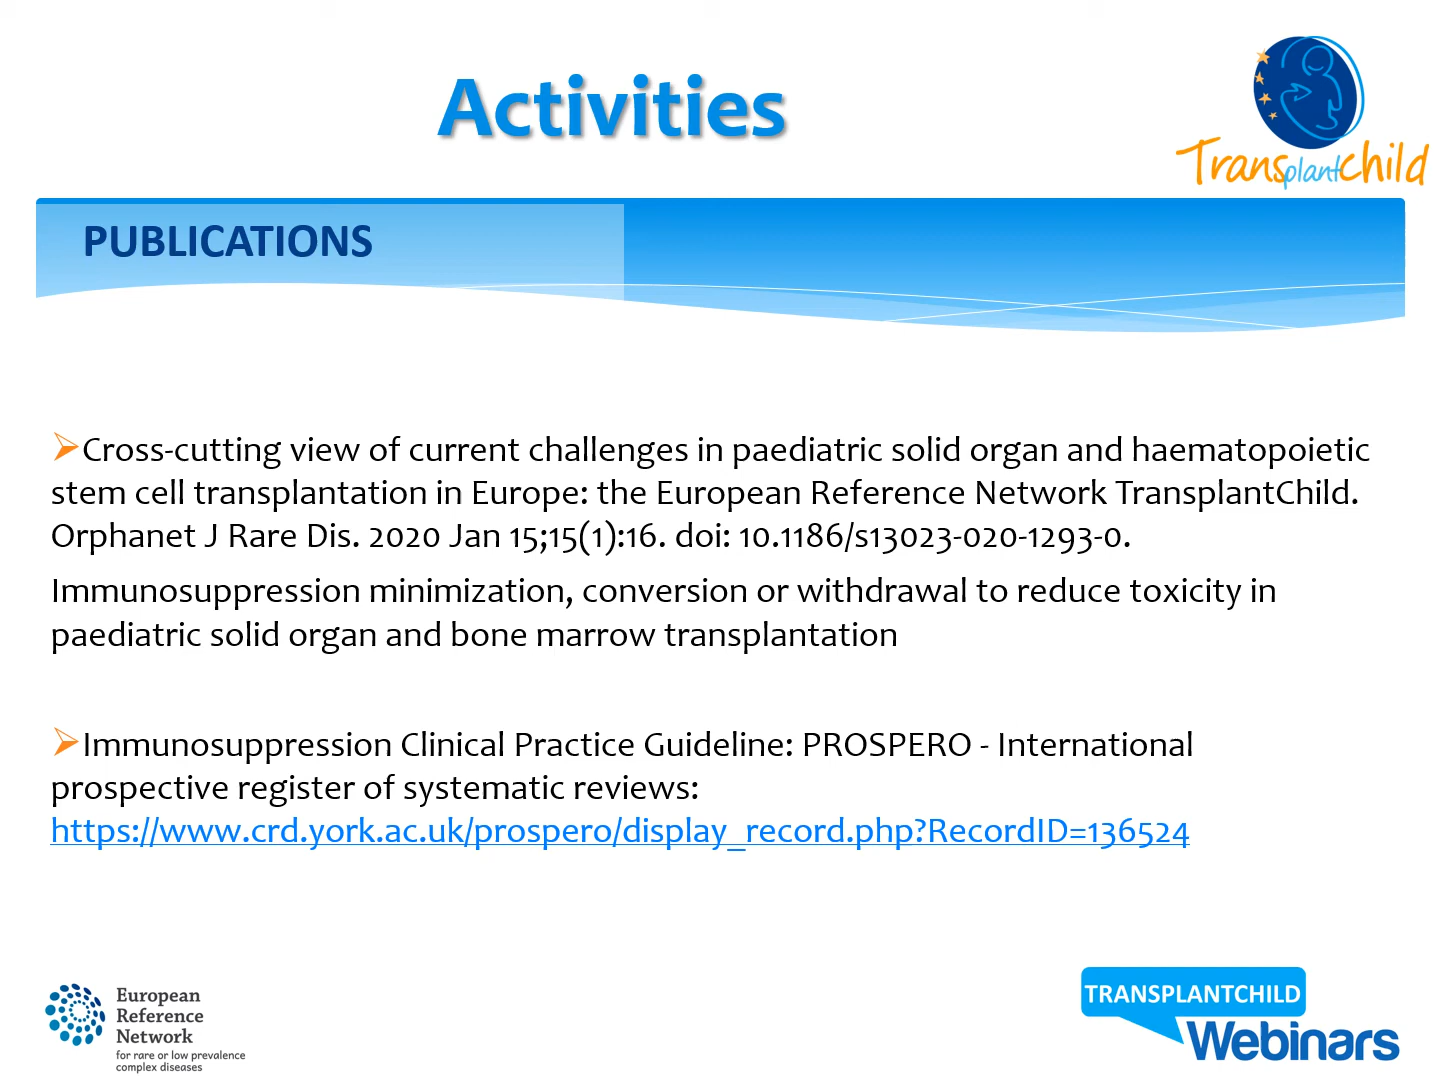 Activities
Transplantchild
PUBLICATIONS
➢Cross-cutting view of current challenges in paediatric solid organ and haematopoietic
stem cell transplantation in Europe: the European Reference Network TransplantChild.
Orphanet J Rare Dis. 2020 Jan 15;15(1):16. doi: 10.1186/s13023-020-1293-0.
Immunosuppression minimization, conversion or withdrawal to reduce toxicity in
paediatric solid organ and bone marrow transplantation
➢Immunosuppression Clinical Practice Guideline: PROSPERO - International
prospective register of systematic reviews:
https://www.crd.york.ac.uk/prospero/display_record.php?RecordID=136524
European
Reference
Network
for rare or low prevalence
complex diseases
TRANSPLANTCHILD
Webinars